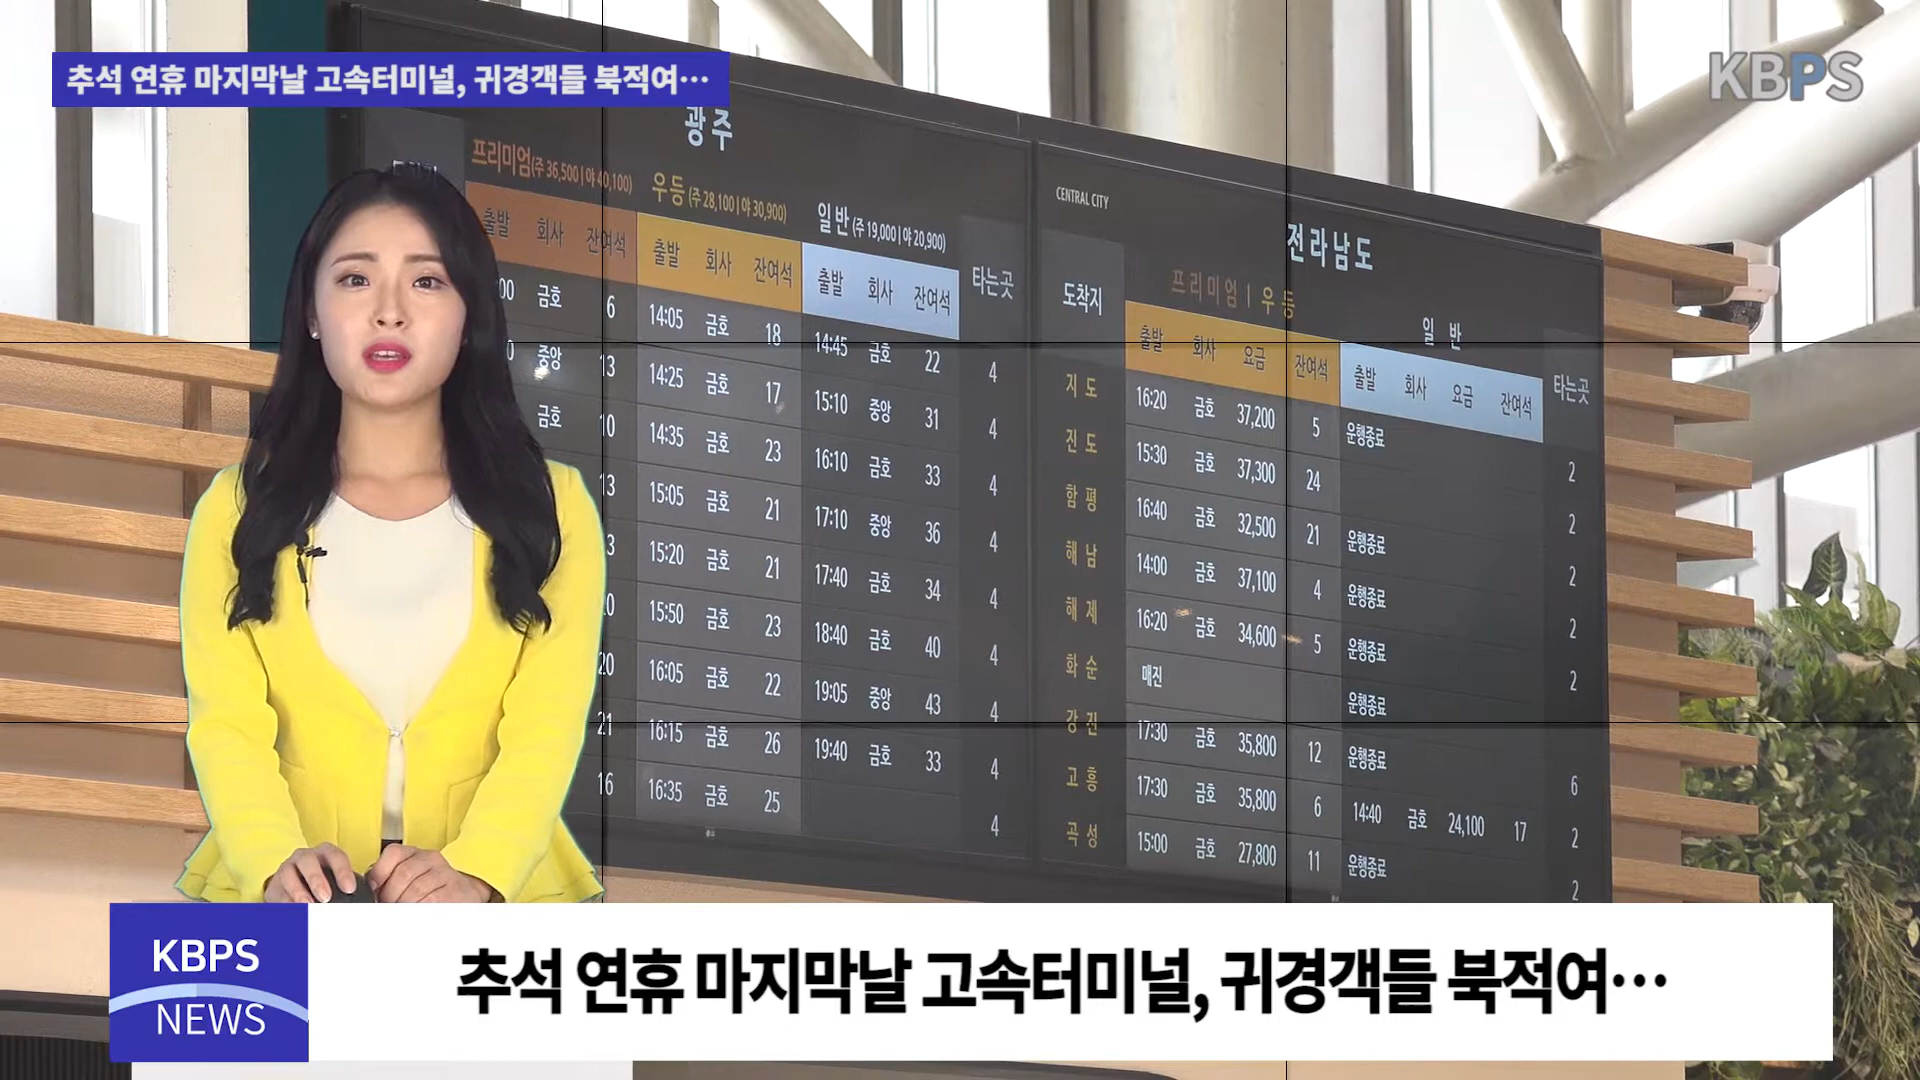 추석 연휴 마지막날 고속터미널, 귀경객들 북적여…
KBPS
광주
프리미엄(주 36,500 | 야 40,100)
우등 (주 28,100 | 야 30,900)
일반 (주 19,000 | 야 20,900)
출발 회사 잔여석
출발 회사 잔여석
출발 회사 잔여석
타는곳
00 금호 6 14:05 금호 18 14:45 금호 22 4
0 중앙 13 14:25 금호 17 15:10 중앙 31 4
금호 10 14:35 금호 23 16:10 금호 33 4
13 15:05 금호 21 17:10 중앙 36 4
3 15:20 금호 21 17:40 금호 34 4
20 15:50 금호 23 18:40 금호 40 4
20 16:05 금호 22 19:05 중앙 43 4
21 16:15 금호 26 19:40 금호 33 4
16 16:35 금호 25 4
CENTRAL CITY
전라남도
프리미엄 | 우등
일반
도착지 출발 회사 요금 잔여석 출발 회사 요금 잔여석 타는곳
지도 16:20 금호 37,200 5 운행종료 2
진도 15:30 금호 37,300 24 2
함평 16:40 금호 32,500 21 운행종료 2
해남 14:00 금호 37,100 4 운행종료 2
해제 16:20 금호 34,600 5 운행종료 2
화순 매진 운행종료
강진 17:30 금호 35,800 12 운행종료 6
고흥 17:30 금호 35,800 6 14:40 금호 24,100 17 2
곡성 15:00 금호 27,800 11 운행종료 2
KBPS
NEWS
추석 연휴 마지막날 고속터미널, 귀경객들 북적여…